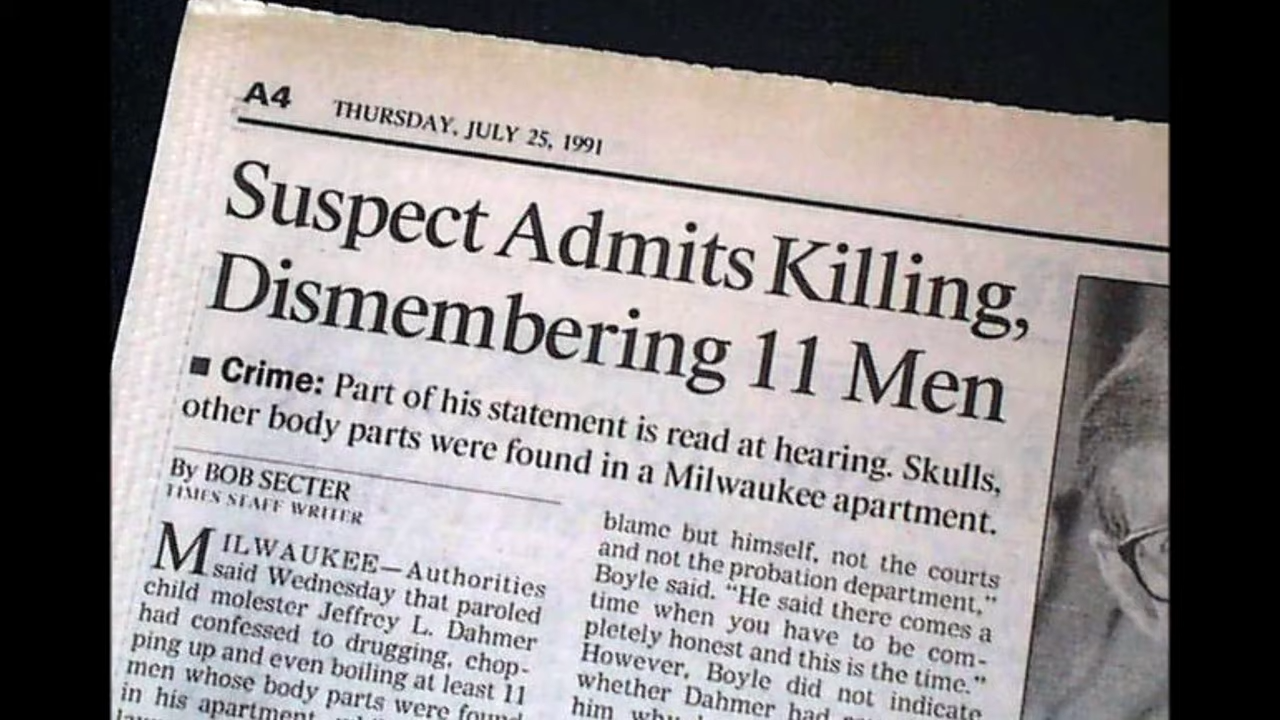 A4 THURSDAY, JULY 25, 1991
Suspect Admits Killing,
Dismembering 11 Men
■ Crime: Part of his statement is read at hearing. Skulls,
other body parts were found in a Milwaukee apartment.
By BOB SECTER
TIMES STAFF WRITER
MILWAUKEE—Authorities
said Wednesday that paroled
child molester Jeffrey L. Dahmer
had confessed to drugging, chop-
ping up and even boiling at least 11
men whose body parts were found
in his apartment
blame but himself, not the courts
and not the probation department,"
Boyle said. "He said there comes a
time when you have to be com-
pletely honest and this is the time."
However, Boyle did not indicate
whether Dahmer had
him